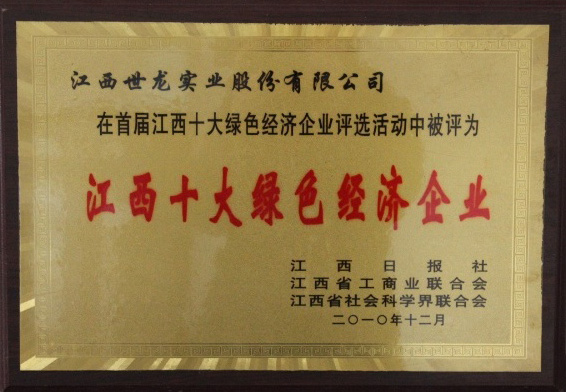 江西世龙实业股份有限公司
在首届江西十大绿色经济企业评选活动中被评为
江西十大绿色经济企业
江西日报社
江西省工商业联合会
江西省社会科学界联合会
二〇一〇年十二月